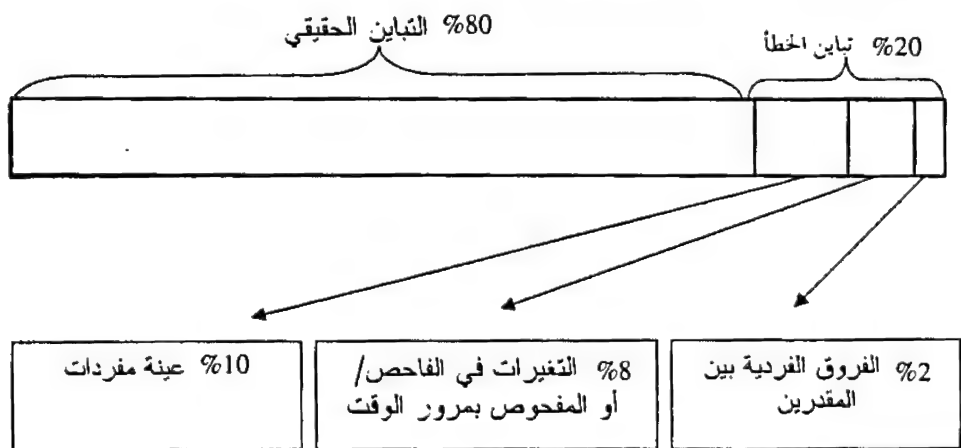 %80 التباين الحقيقي
%20 تباين الخطأ
%2 الفروق الفردية بين
المقدرين
%8 التغيرات في الفاحص/
أو المفحوص بمرور الوقت
%10 عينة مفردات